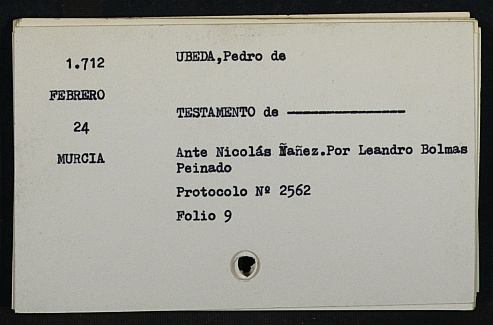 1.712
FEBRERO
24
MURCIA
UBEDA,Pedro de
TESTAMENTO de ---------------
Ante Nicolás Ñañez.Por Leandro Bolmas
Peinado
Protocolo Nº 2562
Folio 9